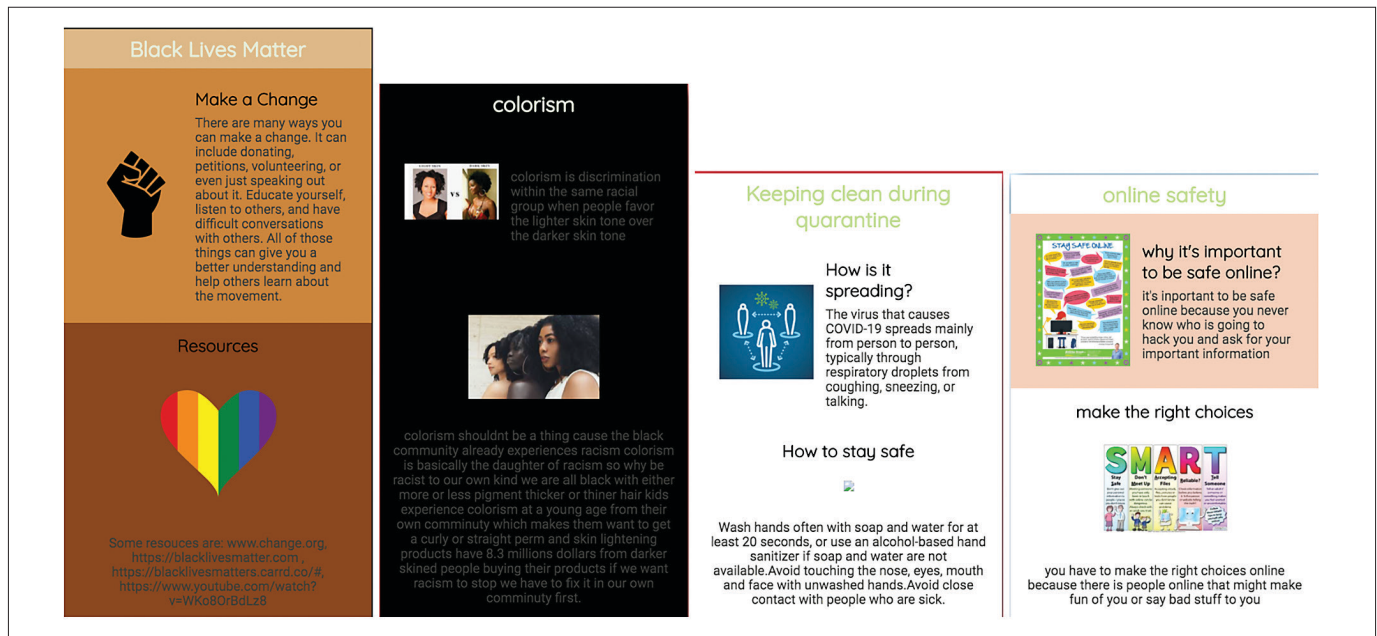 Black Lives Matter
Make a Change
There are many ways you
can make a change. It can
include donating,
petitions, volunteering, or
even just speaking out
about it. Educate yourself,
listen to others, and have
difficult conversations
with others. All of those
things can give you a
better understanding and
help others learn about
the movement.
Resources
Some resouces are: www.change.org,
https://blacklivesmatter.com ,
https://blacklivesmatters.carrd.co/#,
https://www.youtube.com/watch?
v=WKo8OrBdLz8
colorism
VS
colorism is discrimination
within the same racial
group when people favor
the lighter skin tone over
the darker skin tone
colorism shouldnt be a thing cause the black
community already experiences racism colorism
is basically the daughter of racism so why be
racist to our own kind we are all black with either
more or less pigment thicker or thiner hair kids
experience colorism at a young age from their
own comminuty which makes them want to get
a curly or straight perm and skin lightening
products have 8.3 millions dollars from darker
skined people buying their products if we want
racism to stop we have to fix it in our own
comminuty first.
Keeping clean during
quarantine
How is it
spreading?
The virus that causes
COVID-19 spreads mainly
from person to person,
typically through
respiratory droplets from
coughing, sneezing, or
talking.
How to stay safe
Wash hands often with soap and water for at
least 20 seconds, or use an alcohol-based hand
sanitizer if soap and water are not
available.Avoid touching the nose, eyes, mouth
and face with unwashed hands.Avoid close
contact with people who are sick.
online safety
STAY SAFE ONLINE
why it's important
to be safe online?
it's inportant to be safe
online because you never
know who is going to
hack you and ask for your
important information
make the right choices
SMART
Stay Safe
Don't Meet Up
Accepting Files
Reliable?
Tell Someone
you have to make the right choices online
because there is people online that might make
fun of you or say bad stuff to you